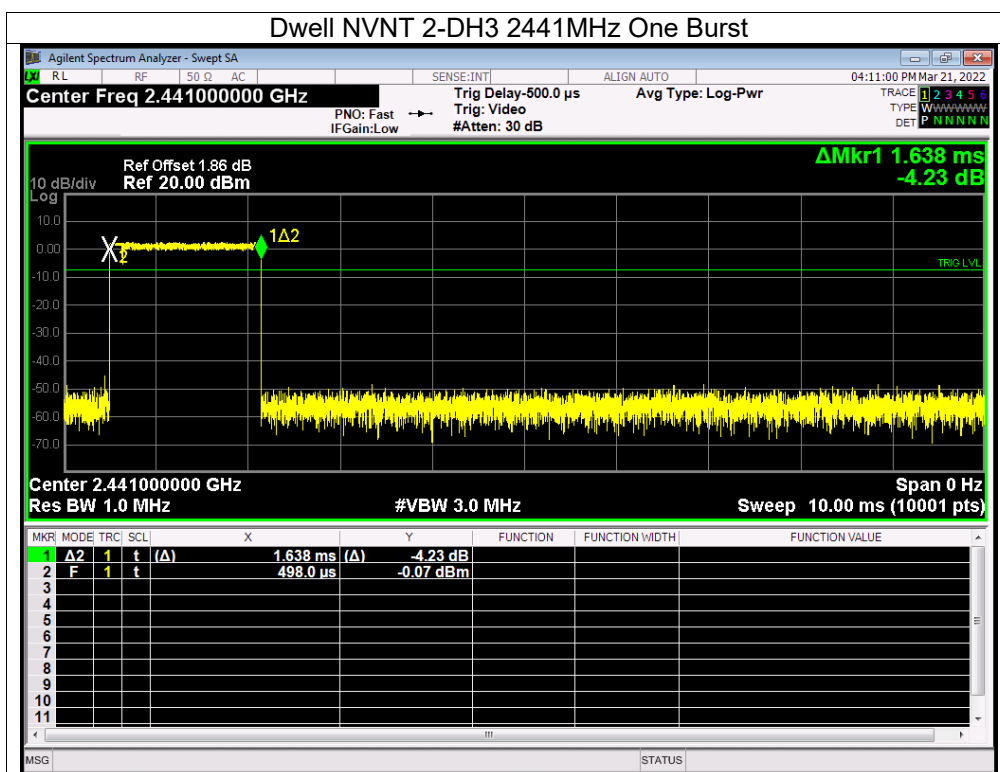 Dwell NVNT 2-DH3 2441MHz One Burst
Agilent Spectrum Analyzer - Swept SA
LXI RL RF 50 Ω AC SENSE:INT ALIGN AUTO 04:11:00 PM Mar 21, 2022
Center Freq 2.441000000 GHz Trig Delay-500.0 µs Avg Type: Log-Pwr TRACE 1 2 3 4 5 6
PNO: Fast Trig: Video TYPE WWWWWW
IFGain:Low #Atten: 30 dB DET P N N N N N
ΔMkr1 1.638 ms
-4.23 dB
Ref Offset 1.86 dB
10 dB/div Ref 20.00 dBm
Log
10.0
1Δ2
0.00
2
TRIG LVL
-10.0
-20.0
-30.0
-40.0
-50.0
-60.0
-70.0
Center 2.441000000 GHz Span 0 Hz
Res BW 1.0 MHz #VBW 3.0 MHz Sweep 10.00 ms (10001 pts)
MKR MODE TRC SCL X Y FUNCTION FUNCTION WIDTH FUNCTION VALUE
1 Δ2 1 t (Δ) 1.638 ms (Δ) -4.23 dB
2 F 1 t 498.0 µs -0.07 dBm
3
4
5
6
7
8
9
10
11
MSG STATUS